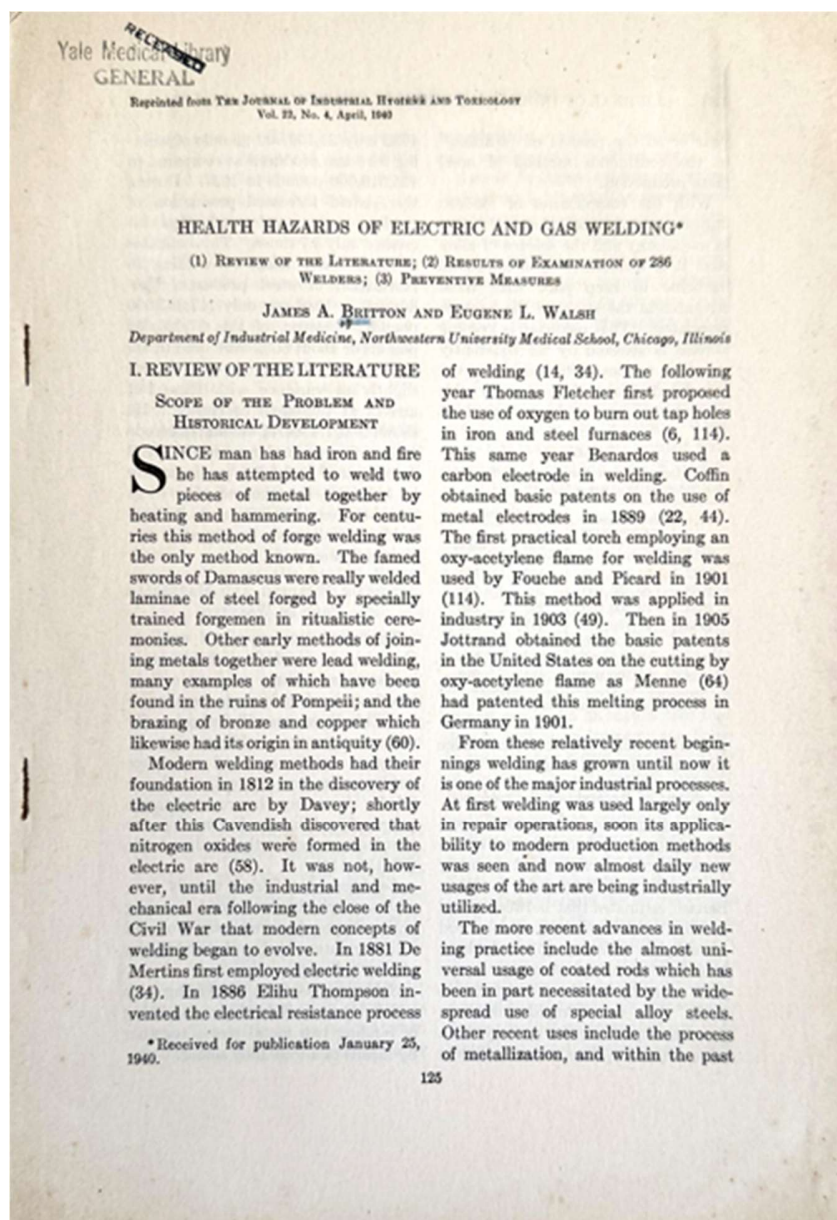 RELEASED
Yale Medical Library
GENERAL
Reprinted from THE JOURNAL OF INDUSTRIAL HYGIENE AND TOXICOLOGY
Vol. 22, No. 4, April, 1940
HEALTH HAZARDS OF ELECTRIC AND GAS WELDING*
(1) REVIEW OF THE LITERATURE; (2) RESULTS OF EXAMINATION OF 286
WELDERS; (3) PREVENTIVE MEASURES
JAMES A. BRITTON AND EUGENE L. WALSH
Department of Industrial Medicine, Northwestern University Medical School, Chicago, Illinois
I. REVIEW OF THE LITERATURE
SCOPE OF THE PROBLEM AND
HISTORICAL DEVELOPMENT
SINCE man has had iron and fire
he has attempted to weld two
pieces of metal together by
heating and hammering. For centu-
ries this method of forge welding was
the only method known. The famed
swords of Damascus were really welded
laminae of steel forged by specially
trained forgemen in ritualistic cere-
monies. Other early methods of join-
ing metals together were lead welding,
many examples of which have been
found in the ruins of Pompeii; and the
brazing of bronze and copper which
likewise had its origin in antiquity (60).
Modern welding methods had their
foundation in 1812 in the discovery of
the electric arc by Davey; shortly
after this Cavendish discovered that
nitrogen oxides were formed in the
electric arc (58). It was not, how-
ever, until the industrial and me-
chanical era following the close of the
Civil War that modern concepts of
welding began to evolve. In 1881 De
Mertins first employed electric welding
(34). In 1886 Elihu Thompson in-
vented the electrical resistance process
*Received for publication January 25,
1940.
of welding (14, 34). The following
year Thomas Fletcher first proposed
the use of oxygen to burn out tap holes
in iron and steel furnaces (6, 114).
This same year Benardos used a
carbon electrode in welding. Coffin
obtained basic patents on the use of
metal electrodes in 1889 (22, 44).
The first practical torch employing an
oxy-acetylene flame for welding was
used by Fouche and Picard in 1901
(114). This method was applied in
industry in 1903 (49). Then in 1905
Jottrand obtained the basic patents
in the United States on the cutting by
oxy-acetylene flame as Menne (64)
had patented this melting process in
Germany in 1901.
From these relatively recent begin-
nings welding has grown until now it
is one of the major industrial processes.
At first welding was used largely only
in repair operations, soon its applica-
bility to modern production methods
was seen and now almost daily new
usages of the art are being industrially
utilized.
The more recent advances in weld-
ing practice include the almost uni-
versal usage of coated rods which has
been in part necessitated by the wide-
spread use of special alloy steels.
Other recent uses include the process
of metallization, and within the past
125